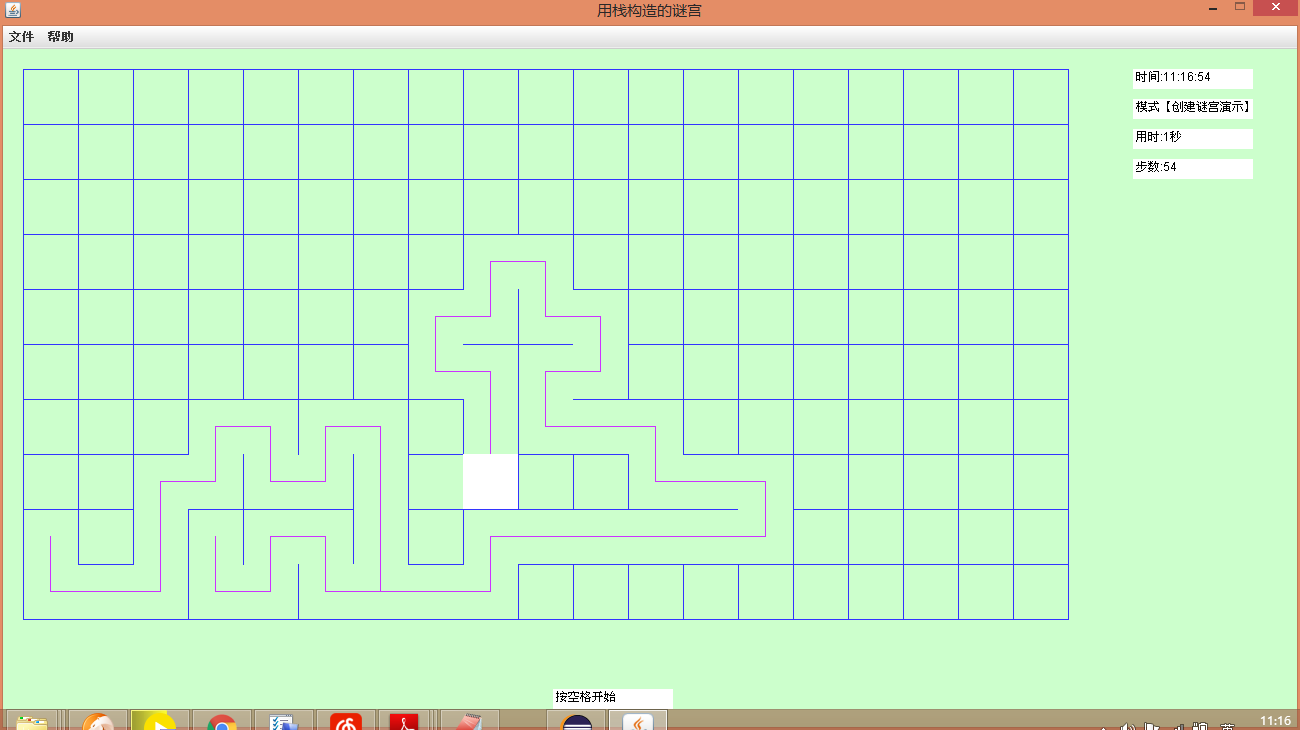 用栈构造的谜宫
文件 帮助
时间:11:16:54
模式【创建谜宫演示】
用时:1秒
步数:54
按空格开始
11:16
英